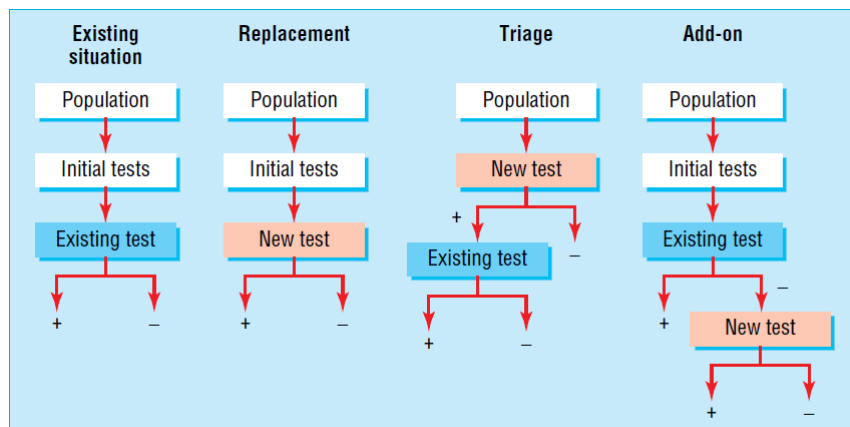 Existing
situation
Replacement
Triage
Add-on
Population
Population
Population
Population
Initial tests
Initial tests
New test
Initial tests
Existing test
New test
+
Existing test
–
Existing test
+
–
+
–
+
–
+
–
New test
+
–